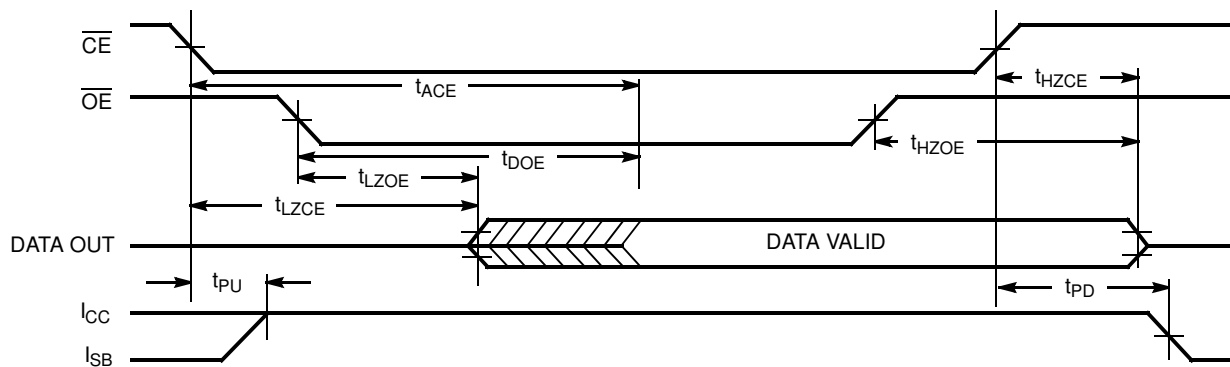 CE
tACE
tHZCE
OE
tHZOE
tDOE
tLZOE
tLZCE
DATA OUT
DATA VALID
tPU
tPD
ICC
ISB